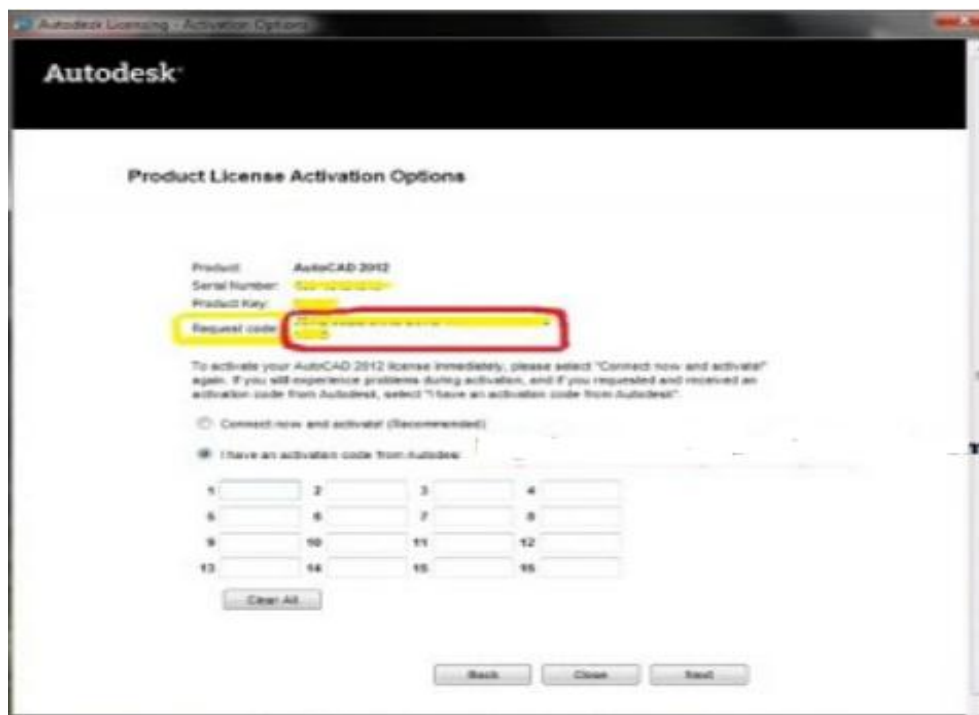 Autodesk Licensing - Activation Options
Autodesk
Product License Activation Options
Product: AutoCAD 2012
Serial Number:
Product Key:
Request code:
To activate your AutoCAD 2012 license immediately, please select "Connect now and activate!"
again. If you still experience problems during activation, and if you requested and received an
activation code from Autodesk, select "I have an activation code from Autodesk".
Connect now and activate! (Recommended)
I have an activation code from Autodes
1 2 3 4
5 6 7 8
9 10 11 12
13 14 15 16
Clear All
Back Close Next